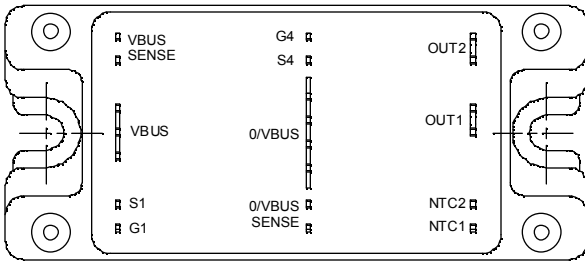 VBUS
SENSE
G4
S4
OUT2
VBUS
0/VBUS
OUT1
S1
G1
0/VBUS
SENSE
NTC2
NTC1